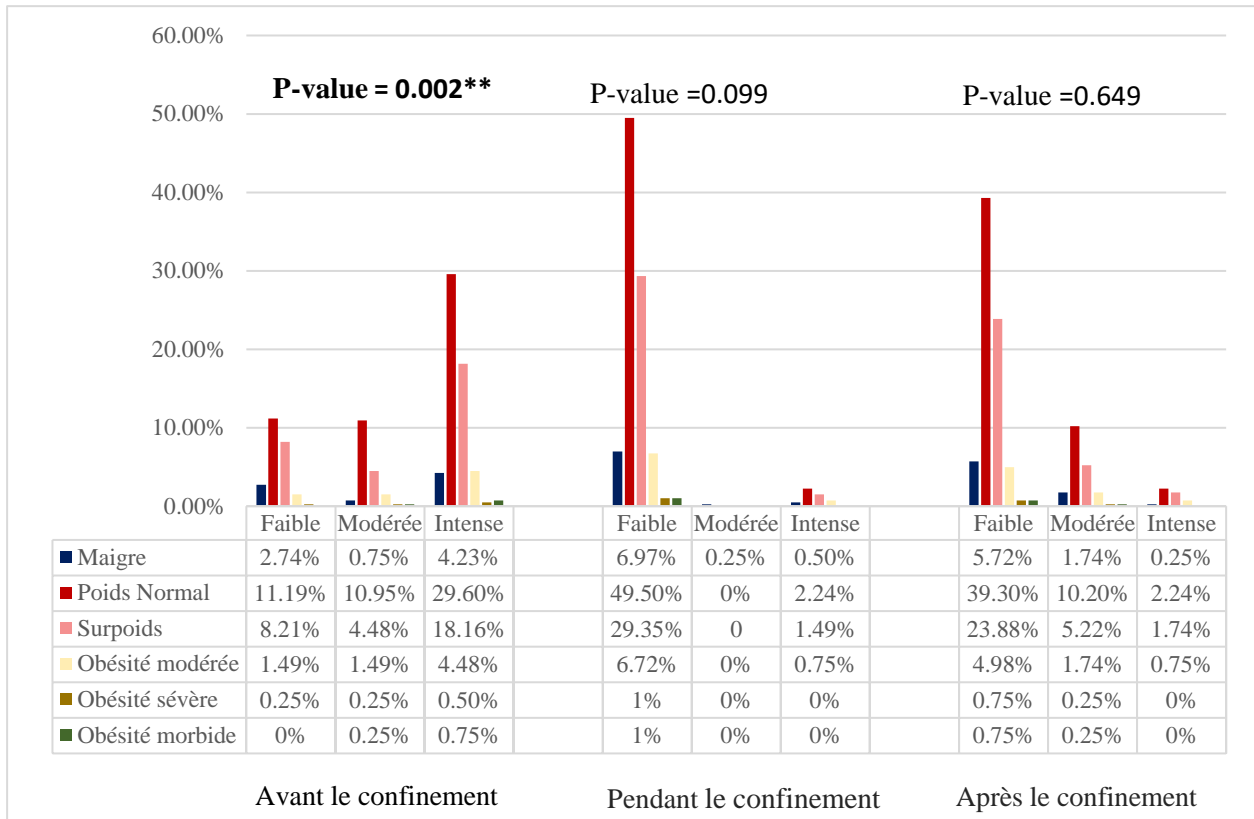 60.00%
P-value = 0.002** P-value =0.099 P-value =0.649
50.00%
40.00%
30.00%
20.00%
10.00%
0.00%
Faible Modérée Intense Faible Modérée Intense Faible Modérée Intense
Maigre 2.74% 0.75% 4.23% 6.97% 0.25% 0.50% 5.72% 1.74% 0.25%
Poids Normal 11.19% 10.95% 29.60% 49.50% 0% 2.24% 39.30% 10.20% 2.24%
Surpoids 8.21% 4.48% 18.16% 29.35% 0 1.49% 23.88% 5.22% 1.74%
Obésité modérée 1.49% 1.49% 4.48% 6.72% 0% 0.75% 4.98% 1.74% 0.75%
Obésité sévère 0.25% 0.25% 0.50% 1% 0% 0% 0.75% 0.25% 0%
Obésité morbide 0% 0.25% 0.75% 1% 0% 0% 0.75% 0.25% 0%
Avant le confinement Pendant le confinement Après le confinement